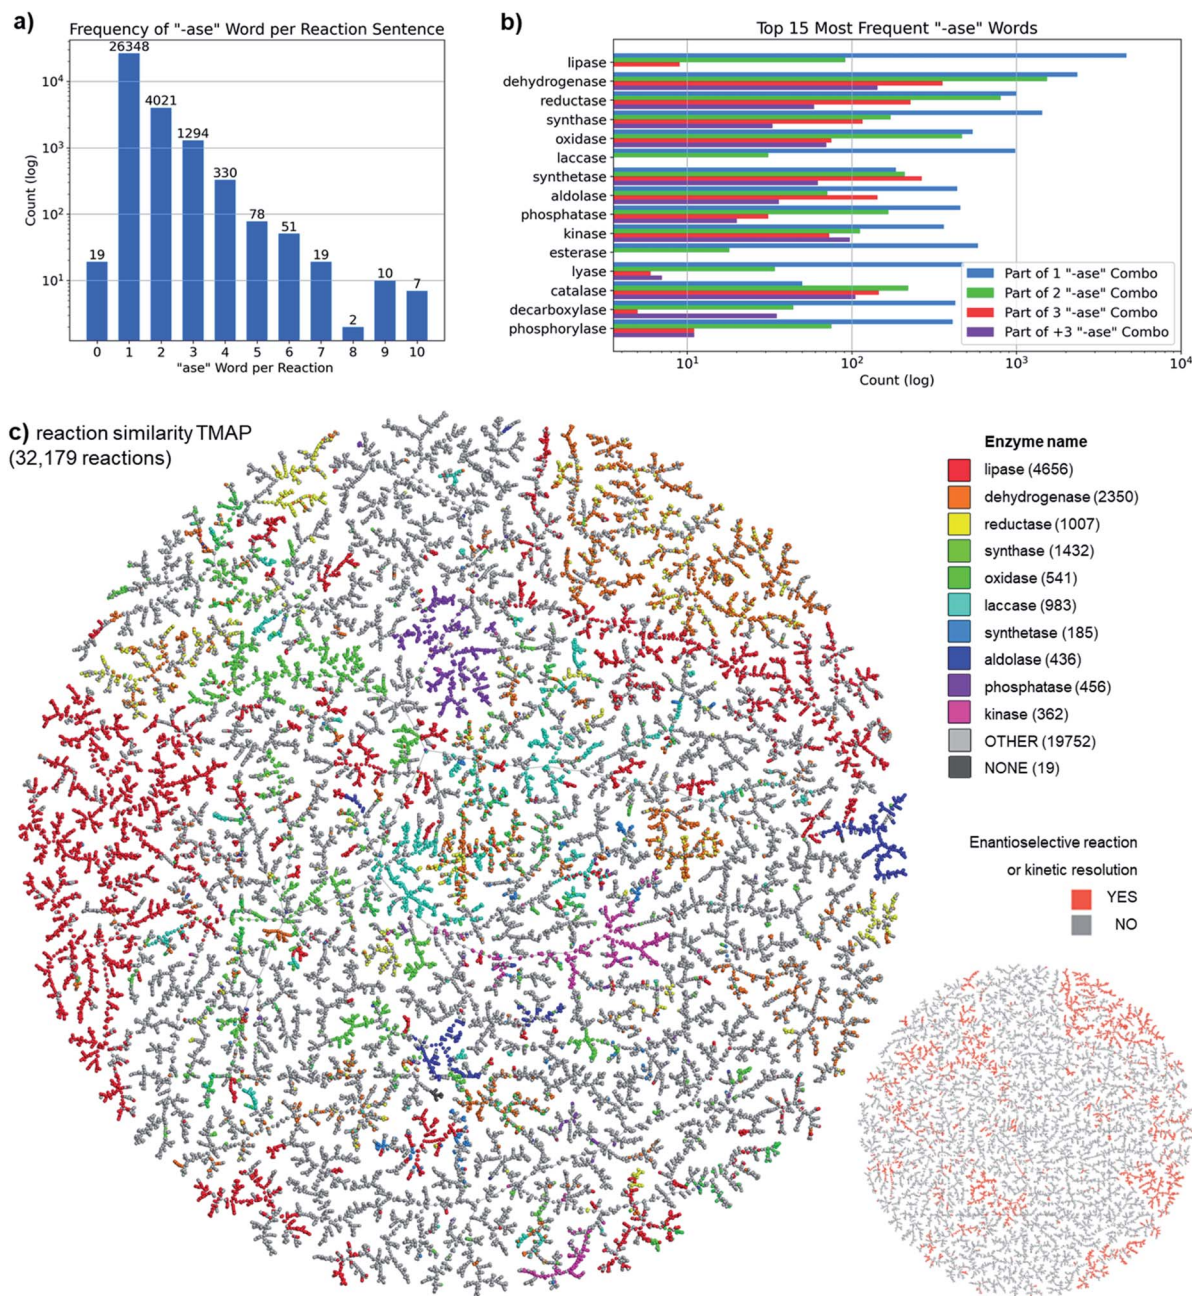 a)
Frequency of "-ase" Word per Reaction Sentence
Count (log)
10⁴
10³
10²
10¹
19
26348
4021
1294
330
78
51
19
2
10
7
0 1 2 3 4 5 6 7 8 9 10
"ase" Word per Reaction
b)
Top 15 Most Frequent "-ase" Words
lipase
dehydrogenase
reductase
synthase
oxidase
laccase
synthetase
aldolase
phosphatase
kinase
esterase
lyase
catalase
decarboxylase
phosphorylase
Part of 1 "-ase" Combo
Part of 2 "-ase" Combo
Part of 3 "-ase" Combo
Part of +3 "-ase" Combo
10¹ 10² 10³ 10⁴
Count (log)
c) reaction similarity TMAP
(32,179 reactions)
Enzyme name
lipase (4656)
dehydrogenase (2350)
reductase (1007)
synthase (1432)
oxidase (541)
laccase (983)
synthetase (185)
aldolase (436)
phosphatase (456)
kinase (362)
OTHER (19752)
NONE (19)
Enantioselective reaction
or kinetic resolution
YES
NO